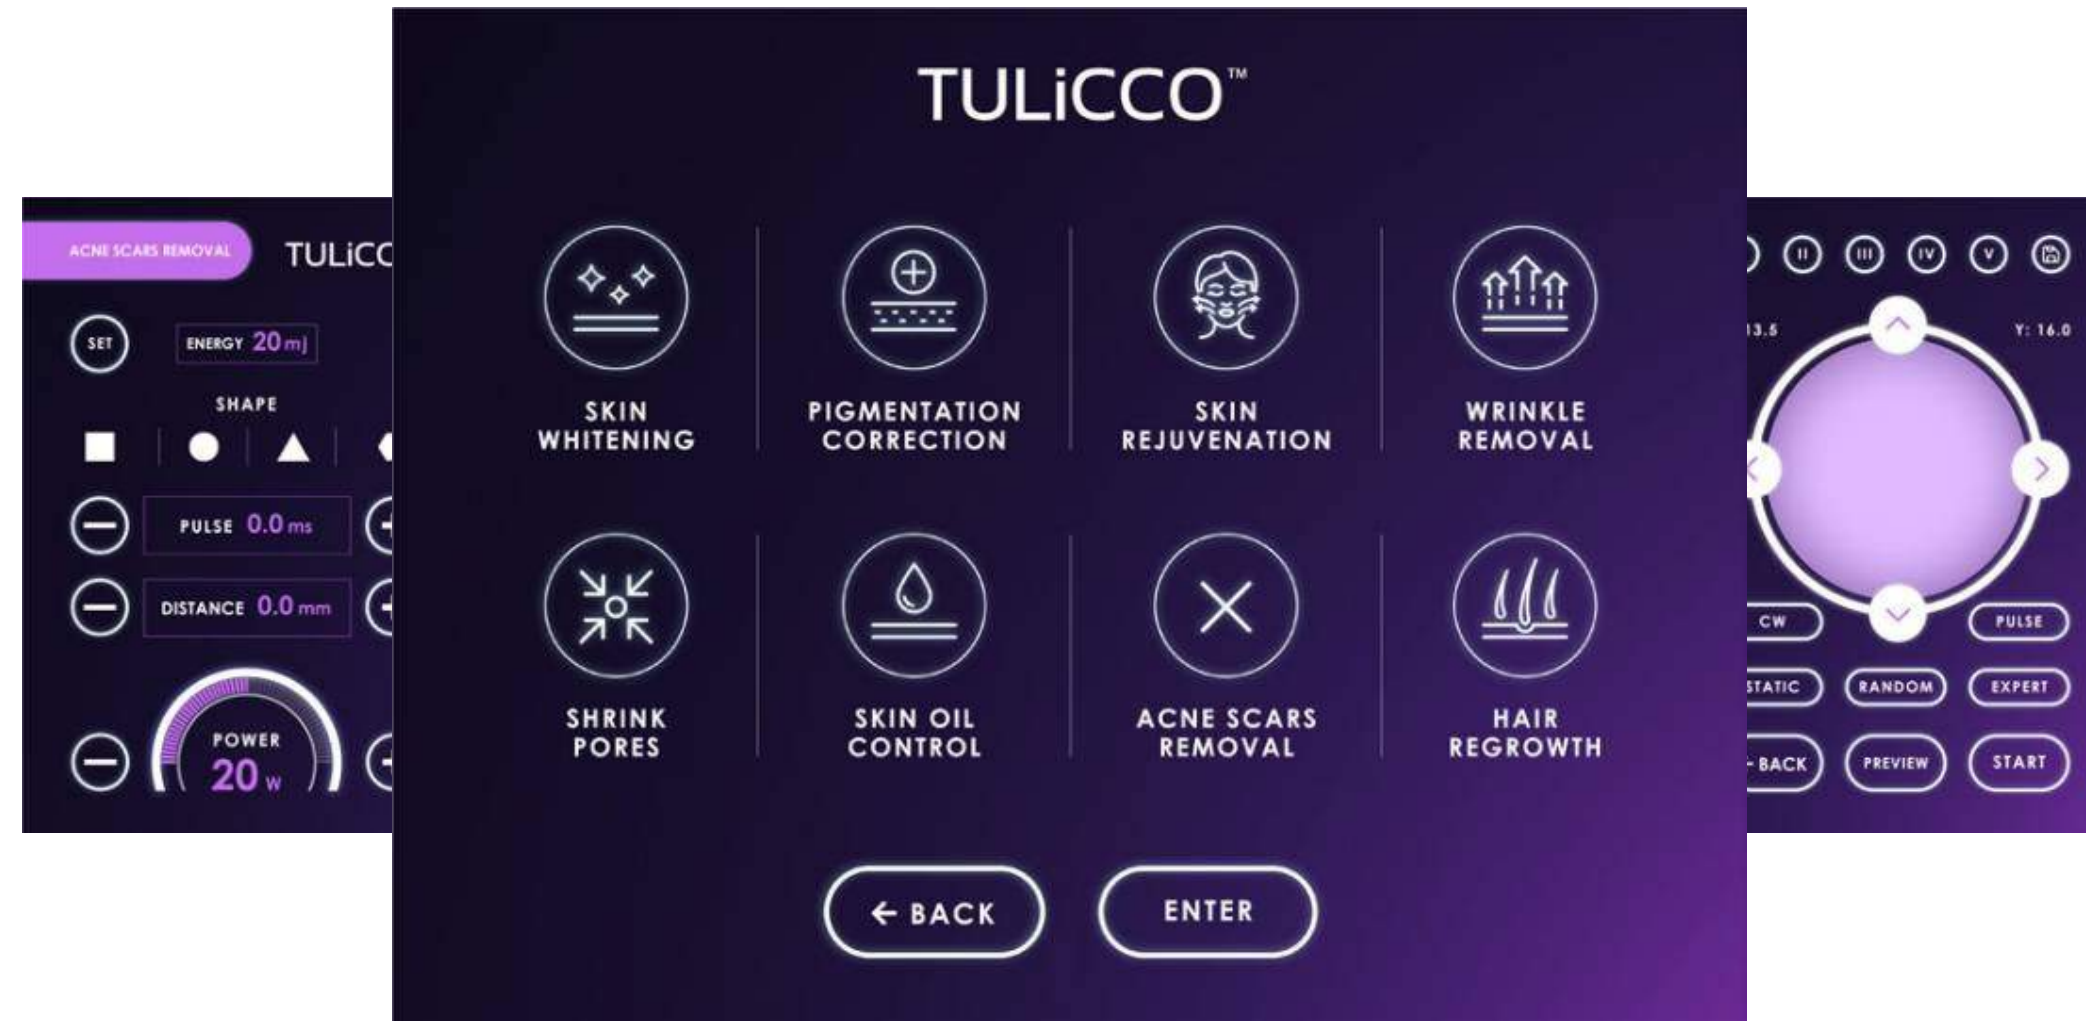 TULiCCO™
SKIN
WHITENING
PIGMENTATION
CORRECTION
SKIN
REJUVENATION
WRINKLE
REMOVAL
SHRINK
PORES
SKIN OIL
CONTROL
ACNE SCARS
REMOVAL
HAIR
REGROWTH
← BACK
ENTER
ACNE SCARS REMOVAL
TULiCC
SET
ENERGY 20 mj
SHAPE
PULSE 0.0 ms
DISTANCE 0.0 mm
POWER
20 W
II
III
IV
V
13.5
Y: 16.0
CW
PULSE
STATIC
RANDOM
EXPERT
BACK
PREVIEW
START